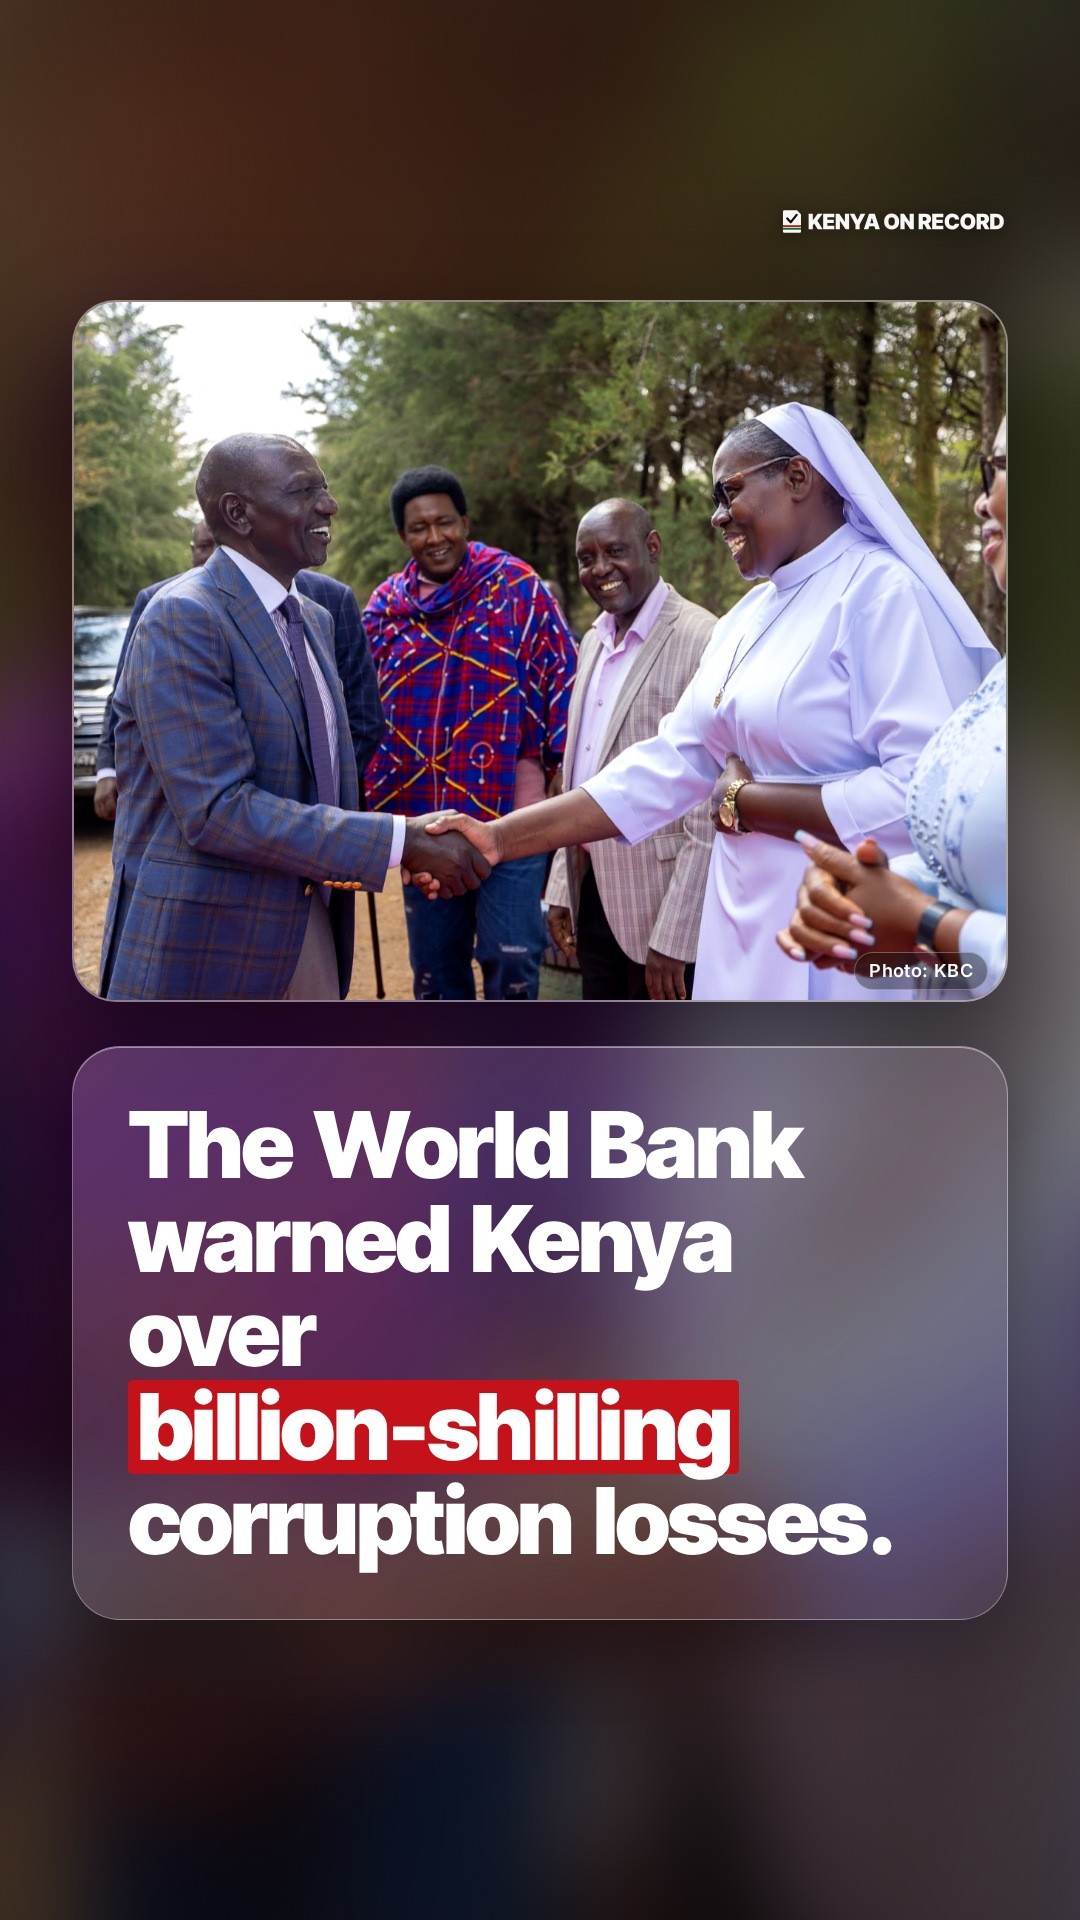 KENYA ON RECORD
Photo: KBC
The World Bank
warned Kenya
over
billion-shilling
corruption losses.